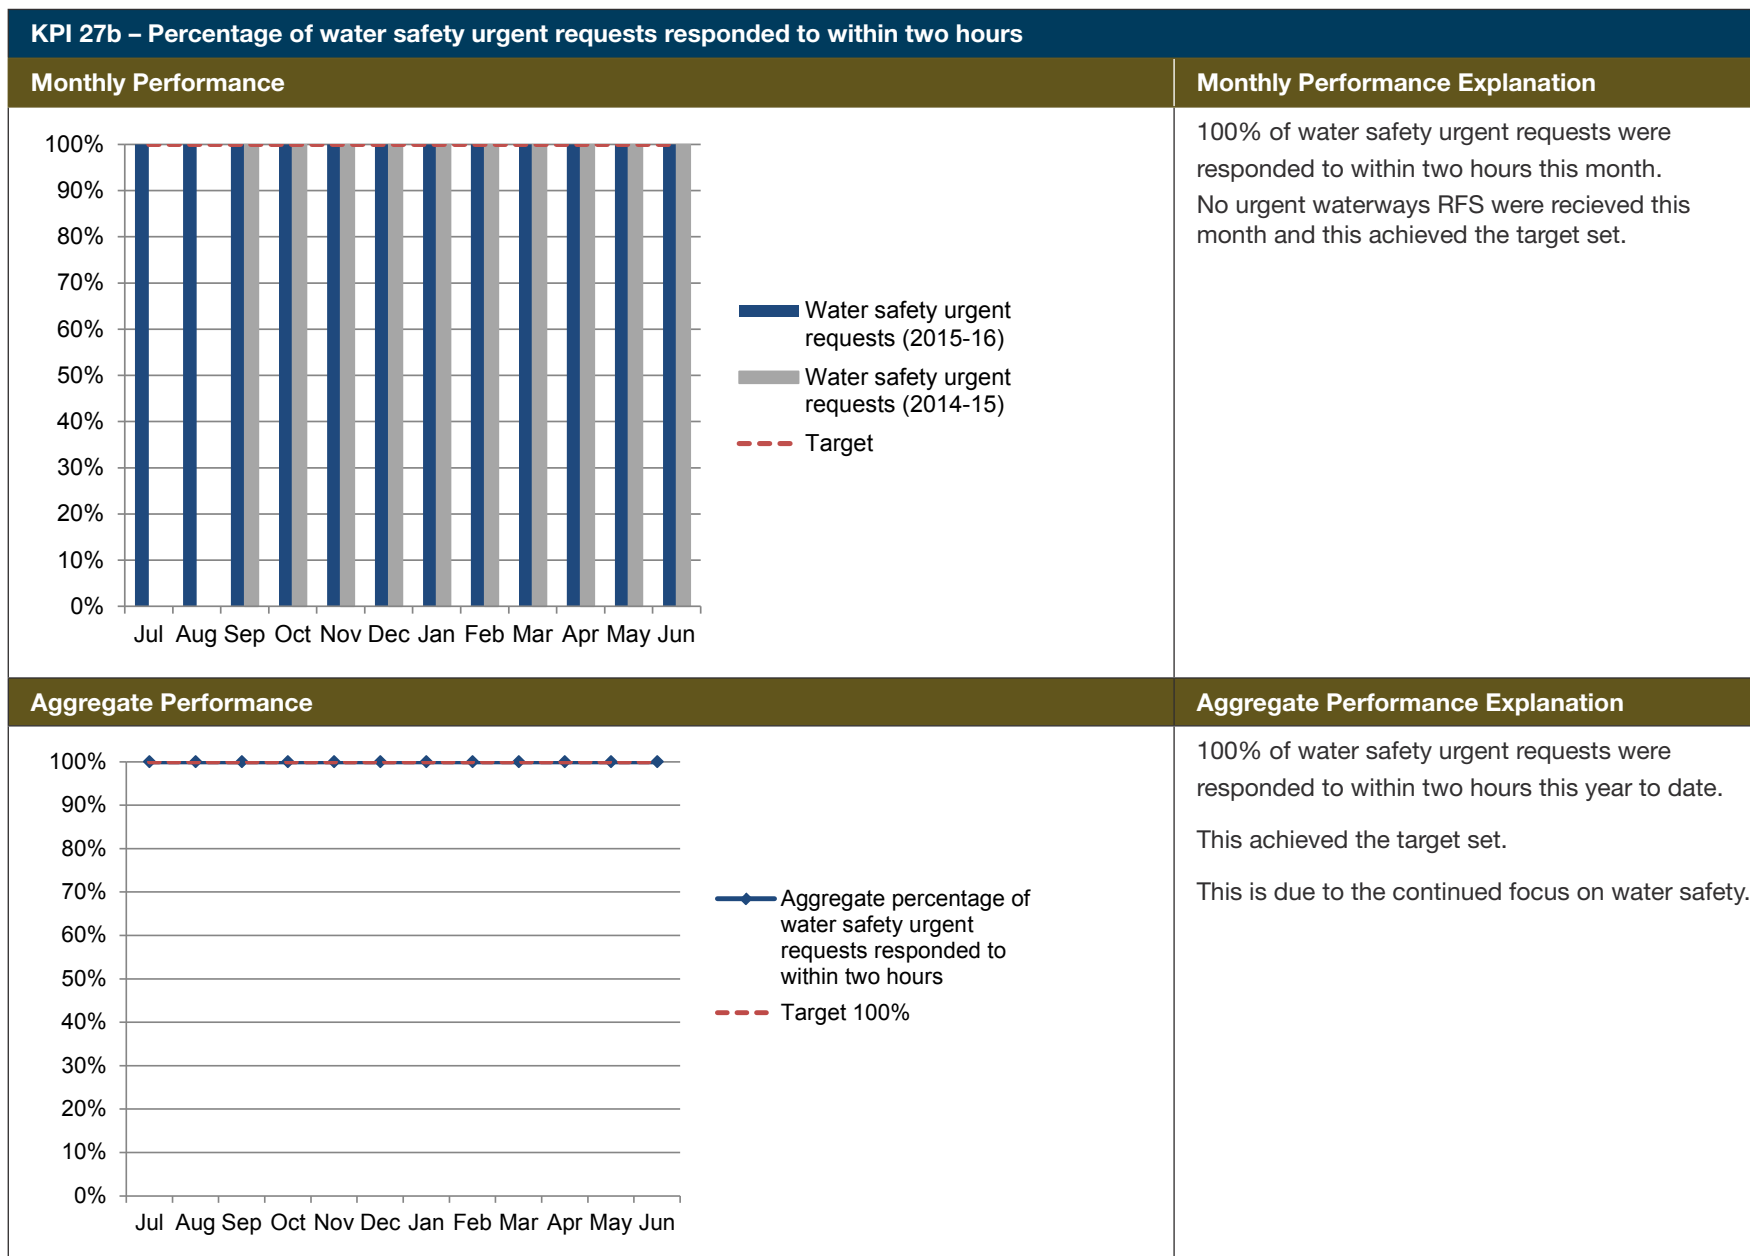 KPI 27b – Percentage of water safety urgent requests responded to within two hours
Monthly Performance
Monthly Performance Explanation
100%
90%
80%
70%
60%
50%
40%
30%
20%
10%
0%
Jul Aug Sep Oct Nov Dec Jan Feb Mar Apr May Jun
Water safety urgent
requests (2015-16)
Water safety urgent
requests (2014-15)
Target
100% of water safety urgent requests were
responded to within two hours this month.
No urgent waterways RFS were recieved this
month and this achieved the target set.
Aggregate Performance
Aggregate Performance Explanation
100%
90%
80%
70%
60%
50%
40%
30%
20%
10%
0%
Jul Aug Sep Oct Nov Dec Jan Feb Mar Apr May Jun
Aggregate percentage of
water safety urgent
requests responded to
within two hours
Target 100%
100% of water safety urgent requests were
responded to within two hours this year to date.
This achieved the target set.
This is due to the continued focus on water safety.